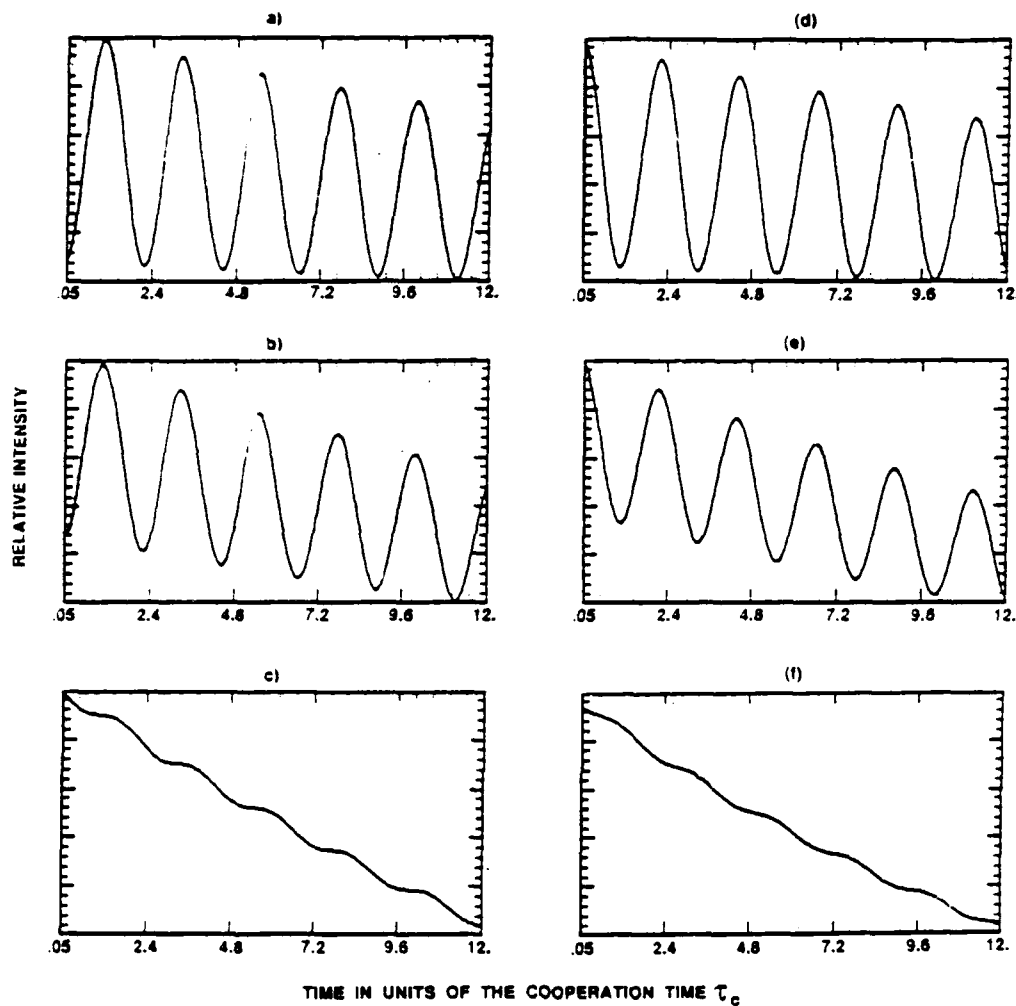 a)
(d)
.05 2.4 4.8 7.2 9.6 12.
.05 2.4 4.8 7.2 9.6 12.
b)
(e)
RELATIVE INTENSITY
.05 2.4 4.8 7.2 9.6 12.
.05 2.4 4.8 7.2 9.6 12.
c)
(f)
.05 2.4 4.8 7.2 9.6 12.
.05 2.4 4.8 7.2 9.6 12.
TIME IN UNITS OF THE COOPERATION TIME τc